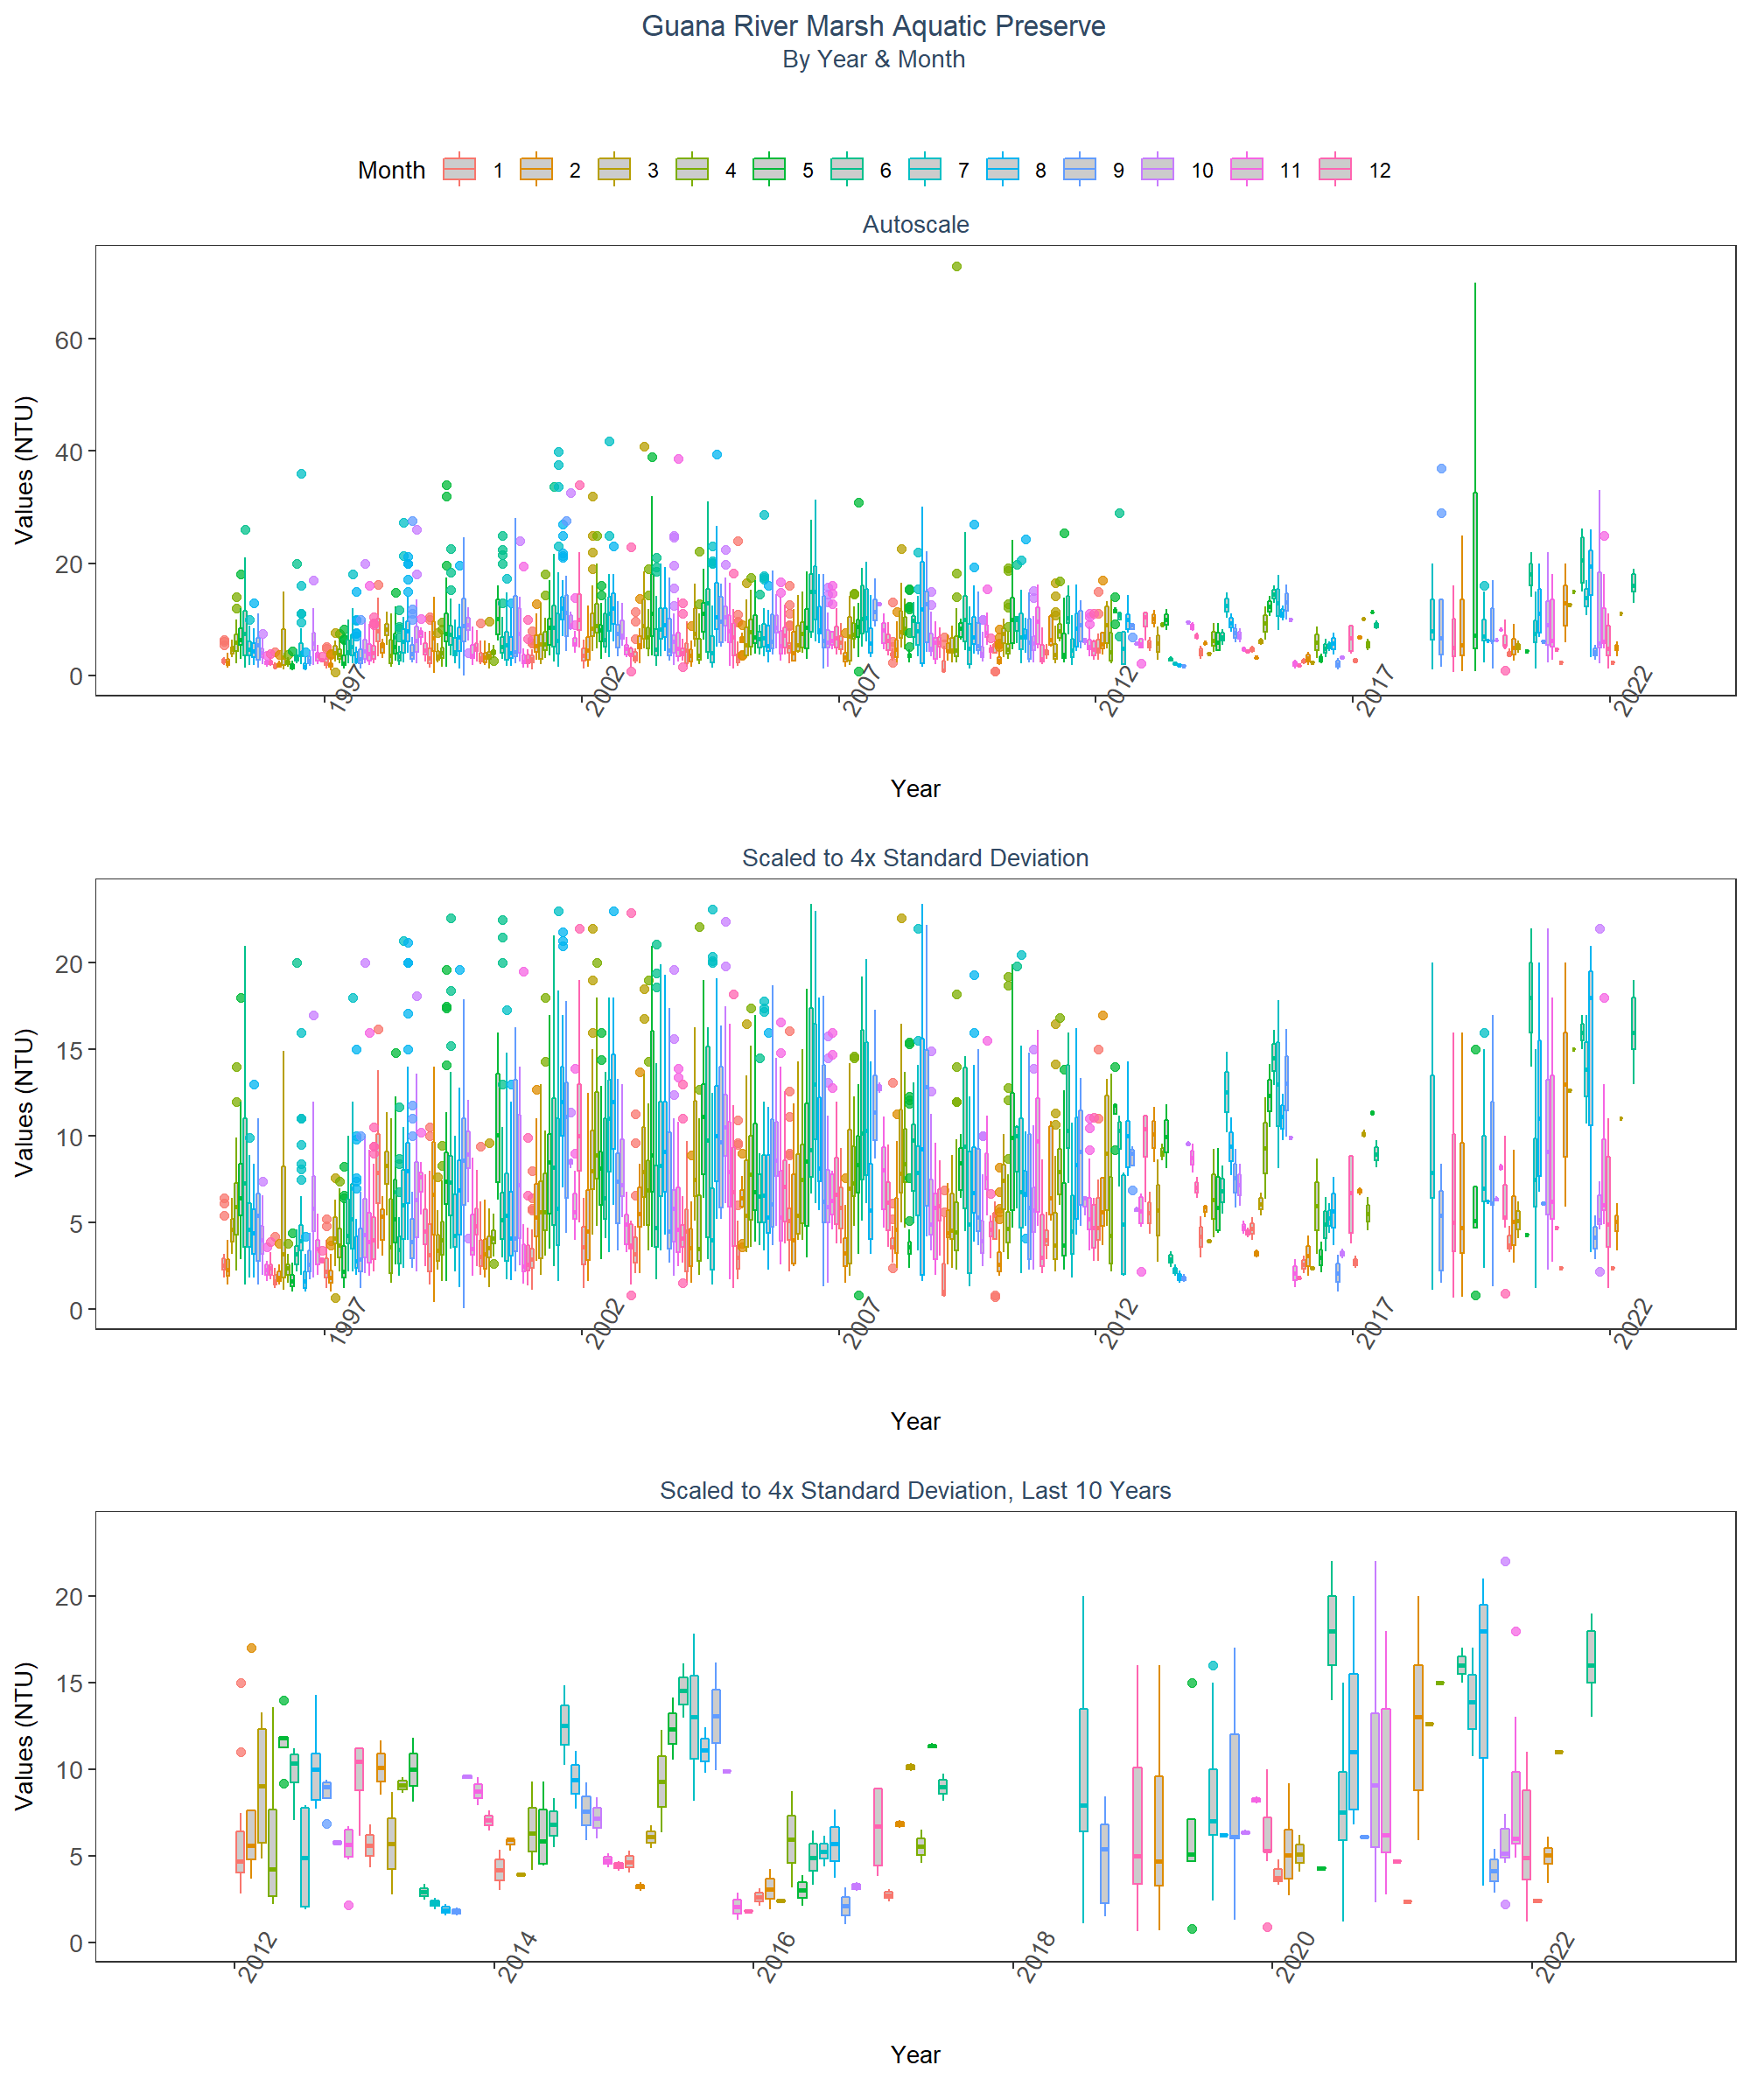 Guana River Marsh Aquatic Preserve
By Year & Month
Month 1 2 3 4 5 6 7 8 9 10 11 12
Autoscale
Values (NTU)
60
40
20
0
1997 2002 2007 2012 2017 2022
Year
Scaled to 4x Standard Deviation
Values (NTU)
20
15
10
5
0
1997 2002 2007 2012 2017 2022
Year
Scaled to 4x Standard Deviation, Last 10 Years
Values (NTU)
20
15
10
5
0
2012 2014 2016 2018 2020 2022
Year